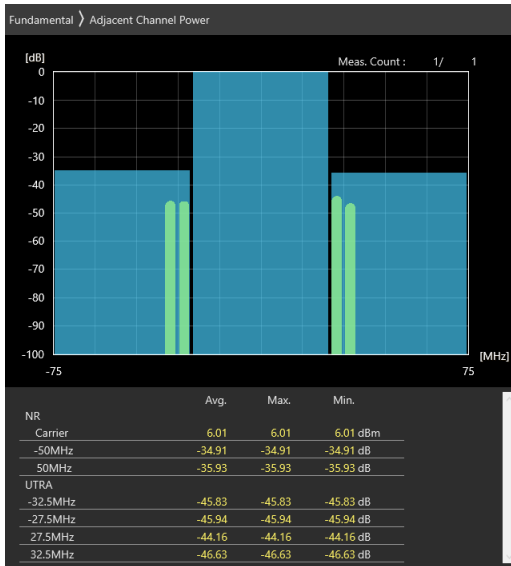 Fundamental ⟩ Adjacent Channel Power
[dB]
Meas. Count : 1/ 1
0
-10
-20
-30
-40
-50
-60
-70
-80
-90
-100
[MHz]
-75 75
Avg. Max. Min.
NR
Carrier 6.01 6.01 6.01 dBm
-50MHz -34.91 -34.91 -34.91 dB
50MHz -35.93 -35.93 -35.93 dB
UTRA
-32.5MHz -45.83 -45.83 -45.83 dB
-27.5MHz -45.94 -45.94 -45.94 dB
27.5MHz -44.16 -44.16 -44.16 dB
32.5MHz -46.63 -46.63 -46.63 dB